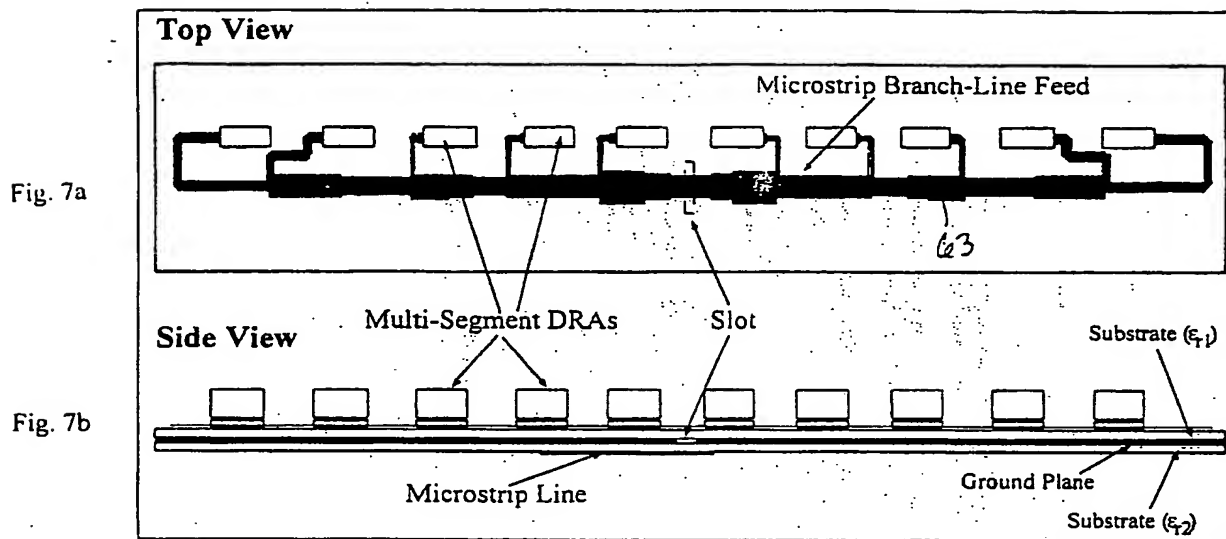 Top View
Microstrip Branch-Line Feed
Fig. 7a
63
Multi-Segment DRAs
Slot
Side View
Substrate (εr1)
Fig. 7b
Microstrip Line
Ground Plane
Substrate (εr2)